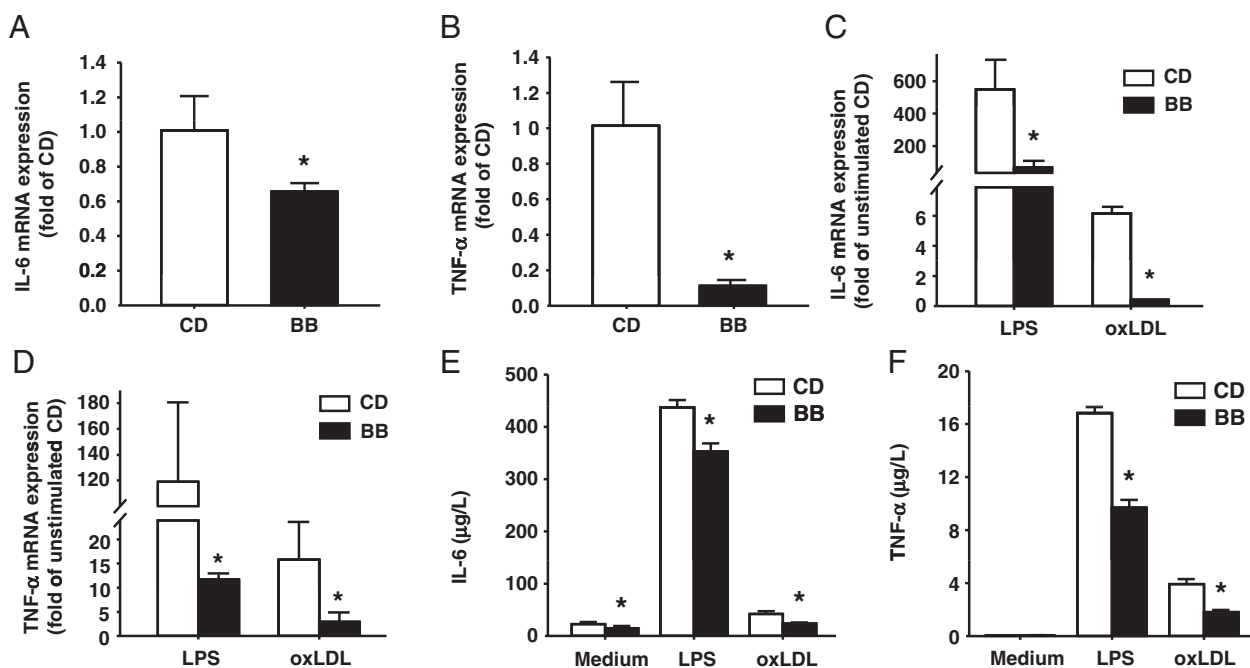 A
IL-6 mRNA expression
(fold of CD)
1.4
1.2
1.0
0.8
0.6
0.4
0.2
0.0
*
CD
BB
B
TNF-α mRNA expression
(fold of CD)
1.4
1.2
1.0
0.8
0.6
0.4
0.2
0.0
*
CD
BB
C
IL-6 mRNA expression
(fold of unstimulated CD)
600
400
200
6
4
2
0
CD
BB
*
*
LPS
oxLDL
D
TNF-α mRNA expression
(fold of unstimulated CD)
180
160
140
120
20
15
10
5
0
CD
BB
*
*
LPS
oxLDL
E
IL-6 (µg/L)
500
400
300
200
100
0
CD
BB
*
*
*
Medium
LPS
oxLDL
F
TNF-α (µg/L)
20
16
12
8
4
0
CD
BB
*
*
Medium
LPS
oxLDL